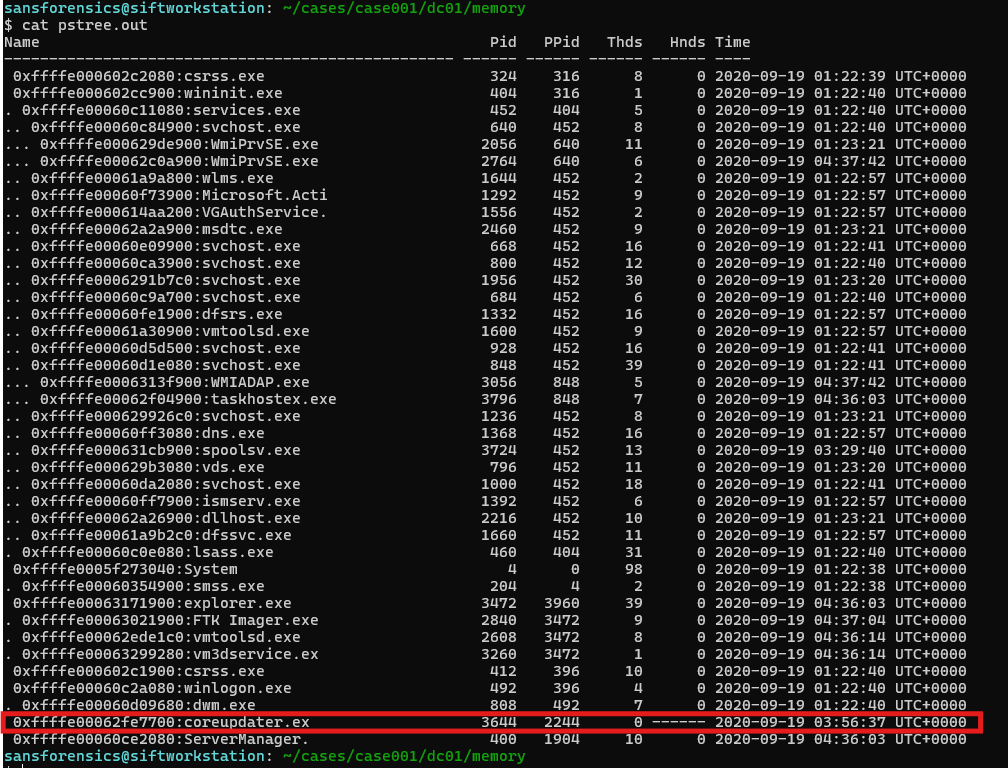 sansforensics@siftworkstation: ~/cases/case001/dc01/memory
$ cat pstree.out
Name                                                  Pid   PPid   Thds   Hnds Time
-------------------------------------------------- ------ ------ ------ ------ ----
 0xffffe000602c2080:csrss.exe                         324    316      8      0 2020-09-19 01:22:39 UTC+0000
 0xffffe000602cc900:wininit.exe                       404    316      1      0 2020-09-19 01:22:40 UTC+0000
. 0xffffe00060c11080:services.exe                     452    404      5      0 2020-09-19 01:22:40 UTC+0000
.. 0xffffe00060c84900:svchost.exe                     640    452      8      0 2020-09-19 01:22:40 UTC+0000
... 0xffffe000629de900:WmiPrvSE.exe                  2056    640     11      0 2020-09-19 01:23:21 UTC+0000
... 0xffffe00062c0a900:WmiPrvSE.exe                  2764    640      6      0 2020-09-19 04:37:42 UTC+0000
.. 0xffffe00061a9a800:wlms.exe                       1644    452      2      0 2020-09-19 01:22:57 UTC+0000
.. 0xffffe00060f73900:Microsoft.Acti                 1292    452      9      0 2020-09-19 01:22:57 UTC+0000
.. 0xffffe000614aa200:VGAuthService.                 1556    452      2      0 2020-09-19 01:22:57 UTC+0000
.. 0xffffe00062a2a900:msdtc.exe                      2460    452      9      0 2020-09-19 01:23:21 UTC+0000
.. 0xffffe00060e09900:svchost.exe                     668    452     16      0 2020-09-19 01:22:41 UTC+0000
.. 0xffffe00060ca3900:svchost.exe                     800    452     12      0 2020-09-19 01:22:40 UTC+0000
.. 0xffffe0006291b7c0:svchost.exe                    1956    452     30      0 2020-09-19 01:23:20 UTC+0000
.. 0xffffe00060c9a700:svchost.exe                     684    452      6      0 2020-09-19 01:22:40 UTC+0000
.. 0xffffe00060fe1900:dfsrs.exe                      1332    452     16      0 2020-09-19 01:22:57 UTC+0000
.. 0xffffe00061a30900:vmtoolsd.exe                   1600    452      9      0 2020-09-19 01:22:57 UTC+0000
.. 0xffffe00060d5d500:svchost.exe                     928    452     16      0 2020-09-19 01:22:41 UTC+0000
.. 0xffffe00060d1e080:svchost.exe                     848    452     39      0 2020-09-19 01:22:41 UTC+0000
... 0xffffe0006313f900:WMIADAP.exe                   3056    848      5      0 2020-09-19 04:37:42 UTC+0000
... 0xffffe00062f04900:taskhostex.exe                3796    848      7      0 2020-09-19 04:36:03 UTC+0000
.. 0xffffe000629926c0:svchost.exe                    1236    452      8      0 2020-09-19 01:23:21 UTC+0000
.. 0xffffe00060ff3080:dns.exe                        1368    452     16      0 2020-09-19 01:22:57 UTC+0000
.. 0xffffe000631cb900:spoolsv.exe                    3724    452     13      0 2020-09-19 03:29:40 UTC+0000
.. 0xffffe000629b3080:vds.exe                         796    452     11      0 2020-09-19 01:23:20 UTC+0000
.. 0xffffe00060da2080:svchost.exe                    1000    452     18      0 2020-09-19 01:22:41 UTC+0000
.. 0xffffe00060ff7900:ismserv.exe                    1392    452      6      0 2020-09-19 01:22:57 UTC+0000
.. 0xffffe00062a26900:dllhost.exe                    2216    452     10      0 2020-09-19 01:23:21 UTC+0000
.. 0xffffe00061a9b2c0:dfssvc.exe                     1660    452     11      0 2020-09-19 01:22:57 UTC+0000
. 0xffffe00060c0e080:lsass.exe                        460    404     31      0 2020-09-19 01:22:40 UTC+0000
 0xffffe0005f273040:System                              4      0     98      0 2020-09-19 01:22:38 UTC+0000
. 0xffffe00060354900:smss.exe                         204      4      2      0 2020-09-19 01:22:38 UTC+0000
 0xffffe00063171900:explorer.exe                     3472   3960     39      0 2020-09-19 04:36:03 UTC+0000
. 0xffffe00063021900:FTK Imager.exe                  2840   3472      9      0 2020-09-19 04:37:04 UTC+0000
. 0xffffe00062ede1c0:vmtoolsd.exe                    2608   3472      8      0 2020-09-19 04:36:14 UTC+0000
. 0xffffe00063299280:vm3dservice.ex                  3260   3472      1      0 2020-09-19 04:36:14 UTC+0000
 0xffffe000602c1900:csrss.exe                         412    396     10      0 2020-09-19 01:22:40 UTC+0000
 0xffffe00060c2a080:winlogon.exe                      492    396      4      0 2020-09-19 01:22:40 UTC+0000
. 0xffffe00060d09680:dwm.exe                          808    492      7      0 2020-09-19 01:22:40 UTC+0000
 0xffffe00062fe7700:coreupdater.ex                   3644   2244      0 ------ 2020-09-19 03:56:37 UTC+0000
 0xffffe00060ce2080:ServerManager.                    400   1904     10      0 2020-09-19 04:36:03 UTC+0000
sansforensics@siftworkstation: ~/cases/case001/dc01/memory